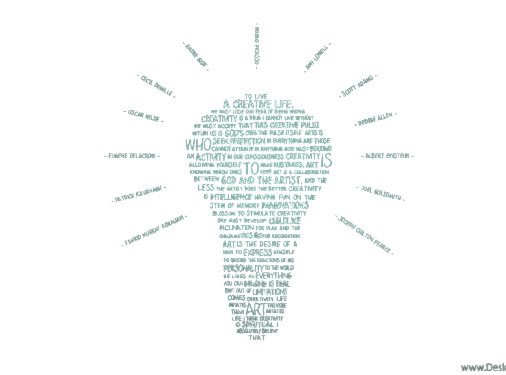 - PABLO PICASSO -
- ANDRE GIDE -
- AMY LOWELL -
- CECIL DEMILLE -
- SCOTT ADAMS -
- OSCAR WILDE -
- DEBBIE ALLEN -
- EUGENE DELACROIX -
- ALBERT EINSTEIN -
- PATRICK KAVANAGH -
- JOEL GOLDSMITH -
- JOSEPH CHILTON PEARCE -
TO LIVE
A CREATIVE LIFE,
WE MUST LOSE OUR FEAR OF BEING WRONG
CREATIVITY IS A DRUG I CANNOT LIVE WITHOUT
WE MUST ACCEPT THAT THIS CREATIVE PULSE
WITHIN US IS GOD'S CREATIVE PULSE ITSELF ARTISTS
WHO SEEK PERFECTION IN EVERYTHING ARE THOSE
WHO CANNOT ATTAIN IT IN ANYTHING GOD MUST BECOME
AN ACTIVITY IN OUR CONSCIOUSNESS CREATIVITY IS
ALLOWING YOURSELF TO MAKE MISTAKES, ART IS
KNOWING WHICH ONES TO KEEP ART IS A COLLABORATION
BETWEEN GOD AND THE ARTIST, AND THE
LESS THE ARTIST DOES THE BETTER CREATIVITY
IS INTELLIGENCE HAVING FUN. ON THE
STEM OF MEMORY IMAGINATIONS
BLOSSOM TO STIMULATE CREATIVITY
ONE MUST DEVELOP CHILDLIKE
INCLINATION FOR PLAY AND THE
CHILDLIKE DESIRE FOR RECOGNITION
ART IS THE DESIRE OF A
MAN TO EXPRESS HIMSELF,
TO RECORD THE REACTIONS OF HIS
PERSONALITY TO THE WORLD
HE LIVES IN EVERYTHING
YOU CAN IMAGINE IS REAL
BUT OUT OF LIMITATIONS
COMES CREATIVITY. LIFE
IMITATES ART FAR MORE
THAN ART IMITATES
LIFE I THINK CREATIVITY
IS SPIRITUAL I
ABSOLUTELY BELIEVE
THAT
www.Desk